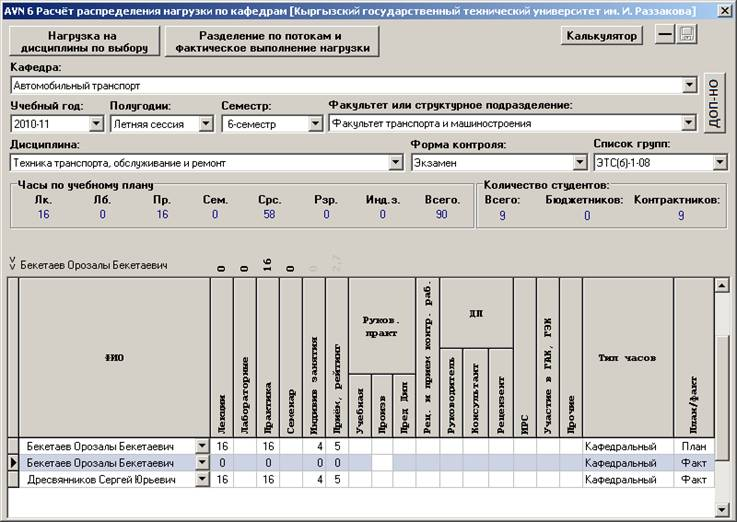 AVN 6 Расчёт распределения нагрузки по кафедрам [Кыргызский государственный технический университет им. И. Раззакова]
Нагрузка на дисциплины по выбору
Разделение по потокам и фактическое выполнение нагрузки
Калькулятор
Кафедра:
Автомобильный транспорт
ДОП-НО
Учебный год: Полугодии: Семестр: Факультет или структурное подразделение:
2010-11 Летняя сессия 6-семестр Факультет транспорта и машиностроения
Дисциплина: Форма контроля: Список групп:
Техника транспорта, обслуживание и ремонт Экзамен ЭТС(б)-1-08
Часы по учебному плану Количество студентов:
Лк. Лб. Пр. Сем. Срс. Рзр. Инд.з. Всего. Всего: Бюджетников: Контрактников:
16 0 16 0 58 0 0 90 9 0 9
Бекетаев Орозалы Бекетаевич 0 0 16 0 0 2,7
ФИО
Лекции
Лабораторные
Практика
Семенар
Индивив занятия
Приём, рейтинг
Руков. практ
Учебная
Произв
Пред Дип
Рец. и прием контр. раб.
ДП
Руководитель
Консультант
Рецензент
НРС
Участие в ГАК, ГЭК
Прочие
Тип часов
План/факт
Бекетаев Орозалы Бекетаевич 16 16 4 5 Кафедральный План
Бекетаев Орозалы Бекетаевич 0 0 0 0 Кафедральный Факт
Дресвянников Сергей Юрьевич 16 16 4 5 Кафедральный Факт